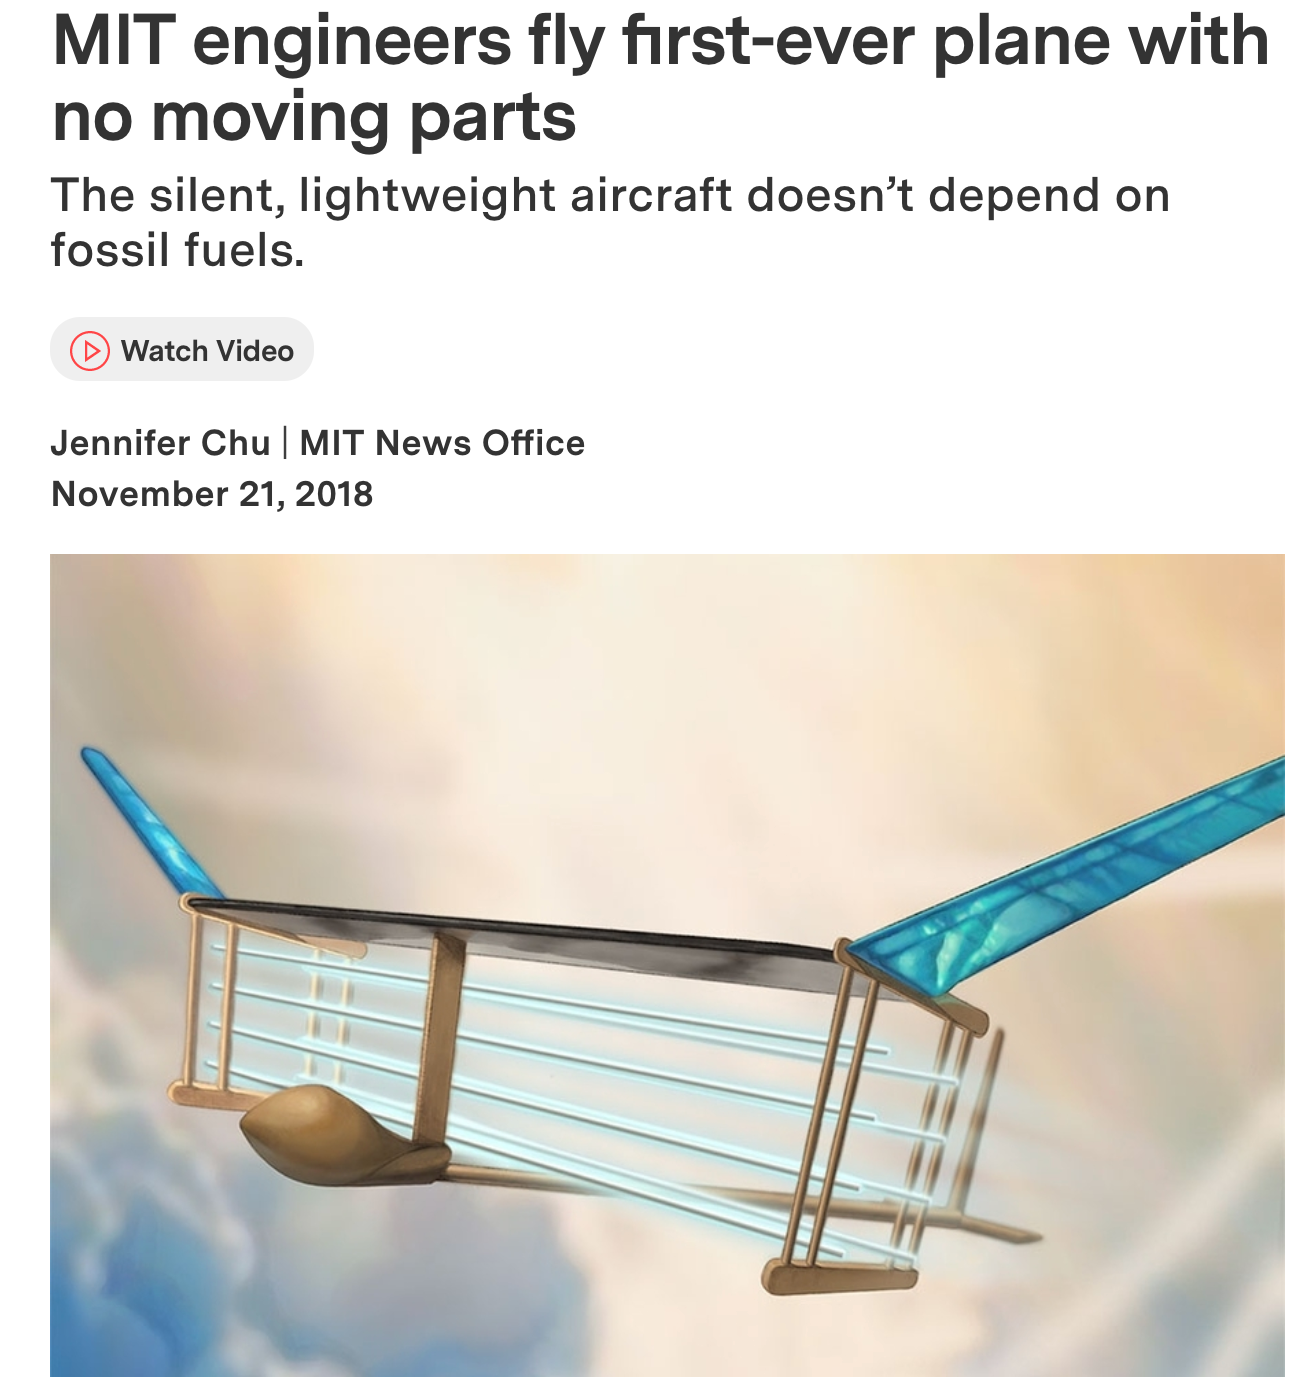 MIT engineers fly first-ever plane with
no moving parts
The silent, lightweight aircraft doesn’t depend on
fossil fuels.
Watch Video
Jennifer Chu | MIT News Office
November 21, 2018